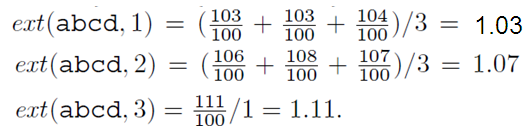 ext(abcd, 1) = (103/100 + 103/100 + 104/100)/3 = 1.03
ext(abcd, 2) = (106/100 + 108/100 + 107/100)/3 = 1.07
ext(abcd, 3) = 111/100/1 = 1.11.